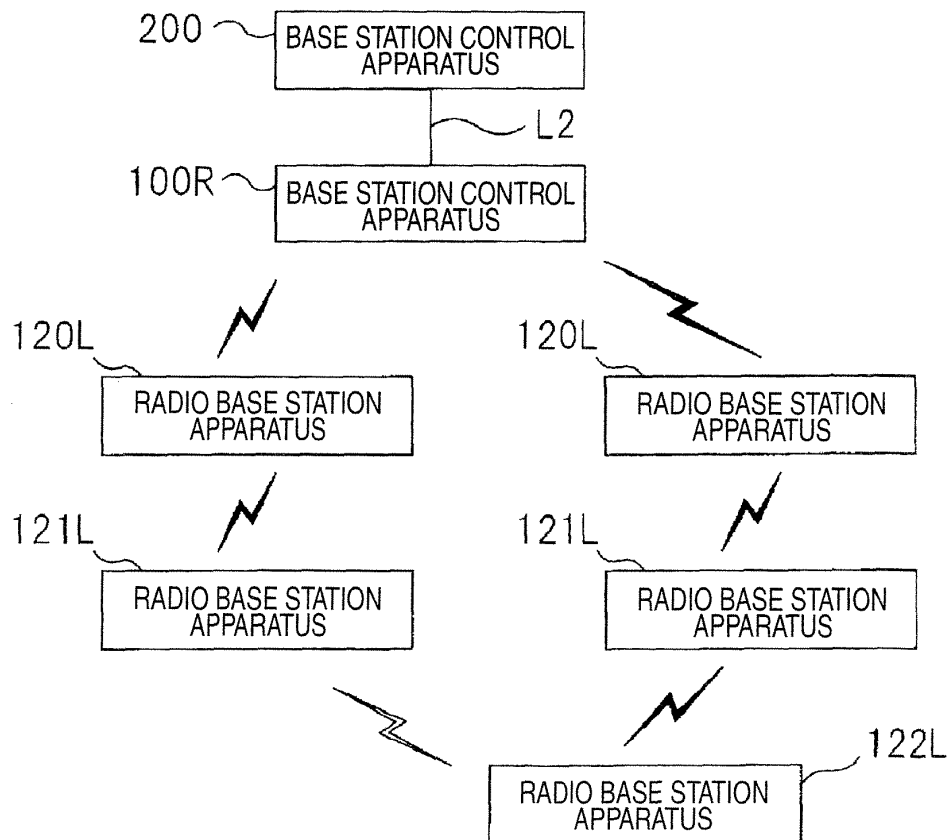 200
BASE STATION CONTROL
APPARATUS
L2
100R
BASE STATION CONTROL
APPARATUS
120L
RADIO BASE STATION
APPARATUS
120L
RADIO BASE STATION
APPARATUS
121L
RADIO BASE STATION
APPARATUS
121L
RADIO BASE STATION
APPARATUS
122L
RADIO BASE STATION
APPARATUS